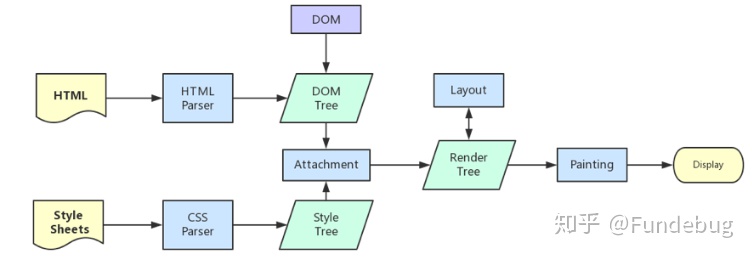 DOM
HTML
HTML
Parser
DOM
Tree
Layout
Attachment
Render
Tree
Painting
Display
Style
Sheets
CSS
Parser
Style
Tree
知乎 @Fundebug